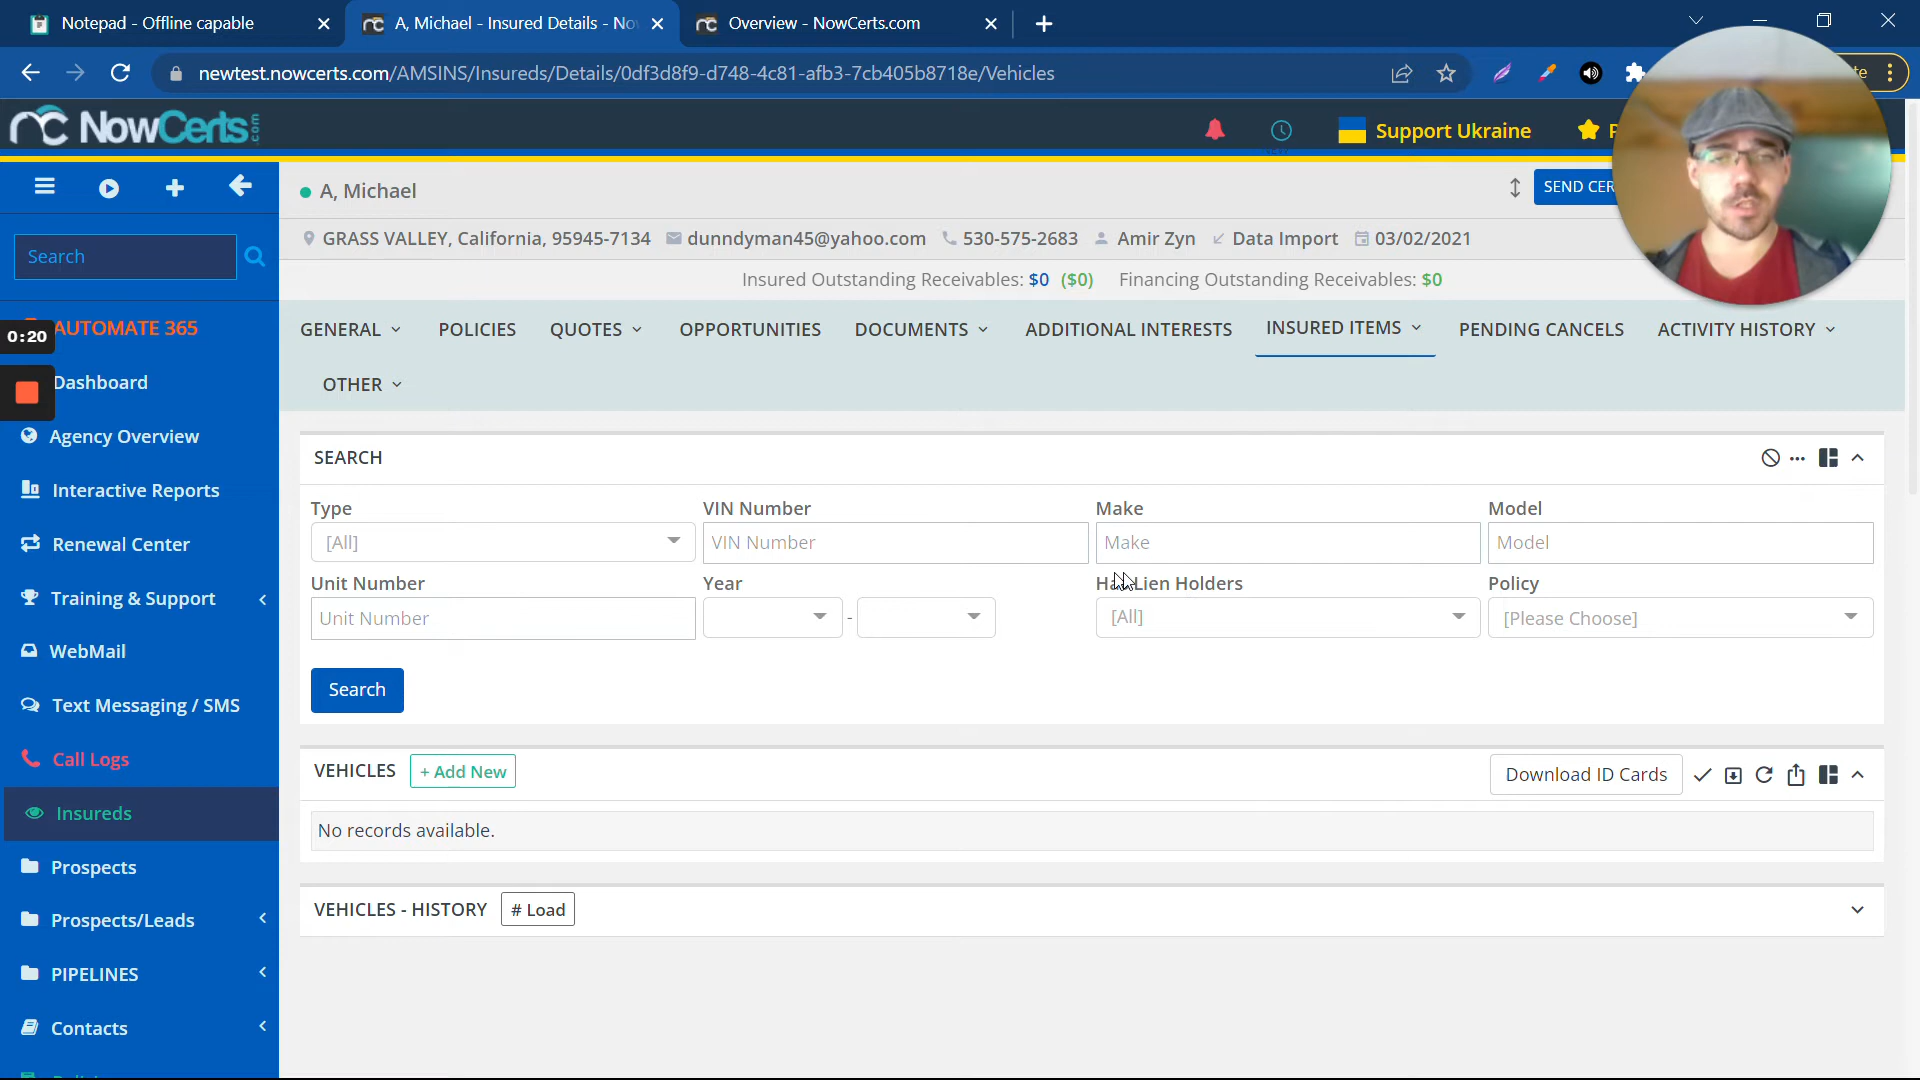 Notepad - Offline capable
A, Michael - Insured Details - No
Overview - NowCerts.com
newtest.nowcerts.com/AMSINS/Insureds/Details/0df3d8f9-d748-4c81-afb3-7cb405b8718e/Vehicles
NowCerts.com
Support Ukraine
A, Michael
SEND CER
GRASS VALLEY, California, 95945-7134 dunndyman45@yahoo.com 530-575-2683 Amir Zyn Data Import 03/02/2021
Insured Outstanding Receivables: $0 ($0) Financing Outstanding Receivables: $0
GENERAL POLICIES QUOTES OPPORTUNITIES DOCUMENTS ADDITIONAL INTERESTS INSURED ITEMS PENDING CANCELS ACTIVITY HISTORY
OTHER
Search
AUTOMATE 365
0:20
Dashboard
Agency Overview
Interactive Reports
Training & Support
WebMail
Text Messaging / SMS
Call Logs
Insureds
Prospects
Prospects/Leads
PIPELINES
Contacts
SEARCH
Type VIN Number Make Model
[All] VIN Number Make Model
Unit Number Year Has Lien Holders Policy
Unit Number - [All] [Please Choose]
Search
VEHICLES + Add New Download ID Cards
No records available.
VEHICLES - HISTORY # Load